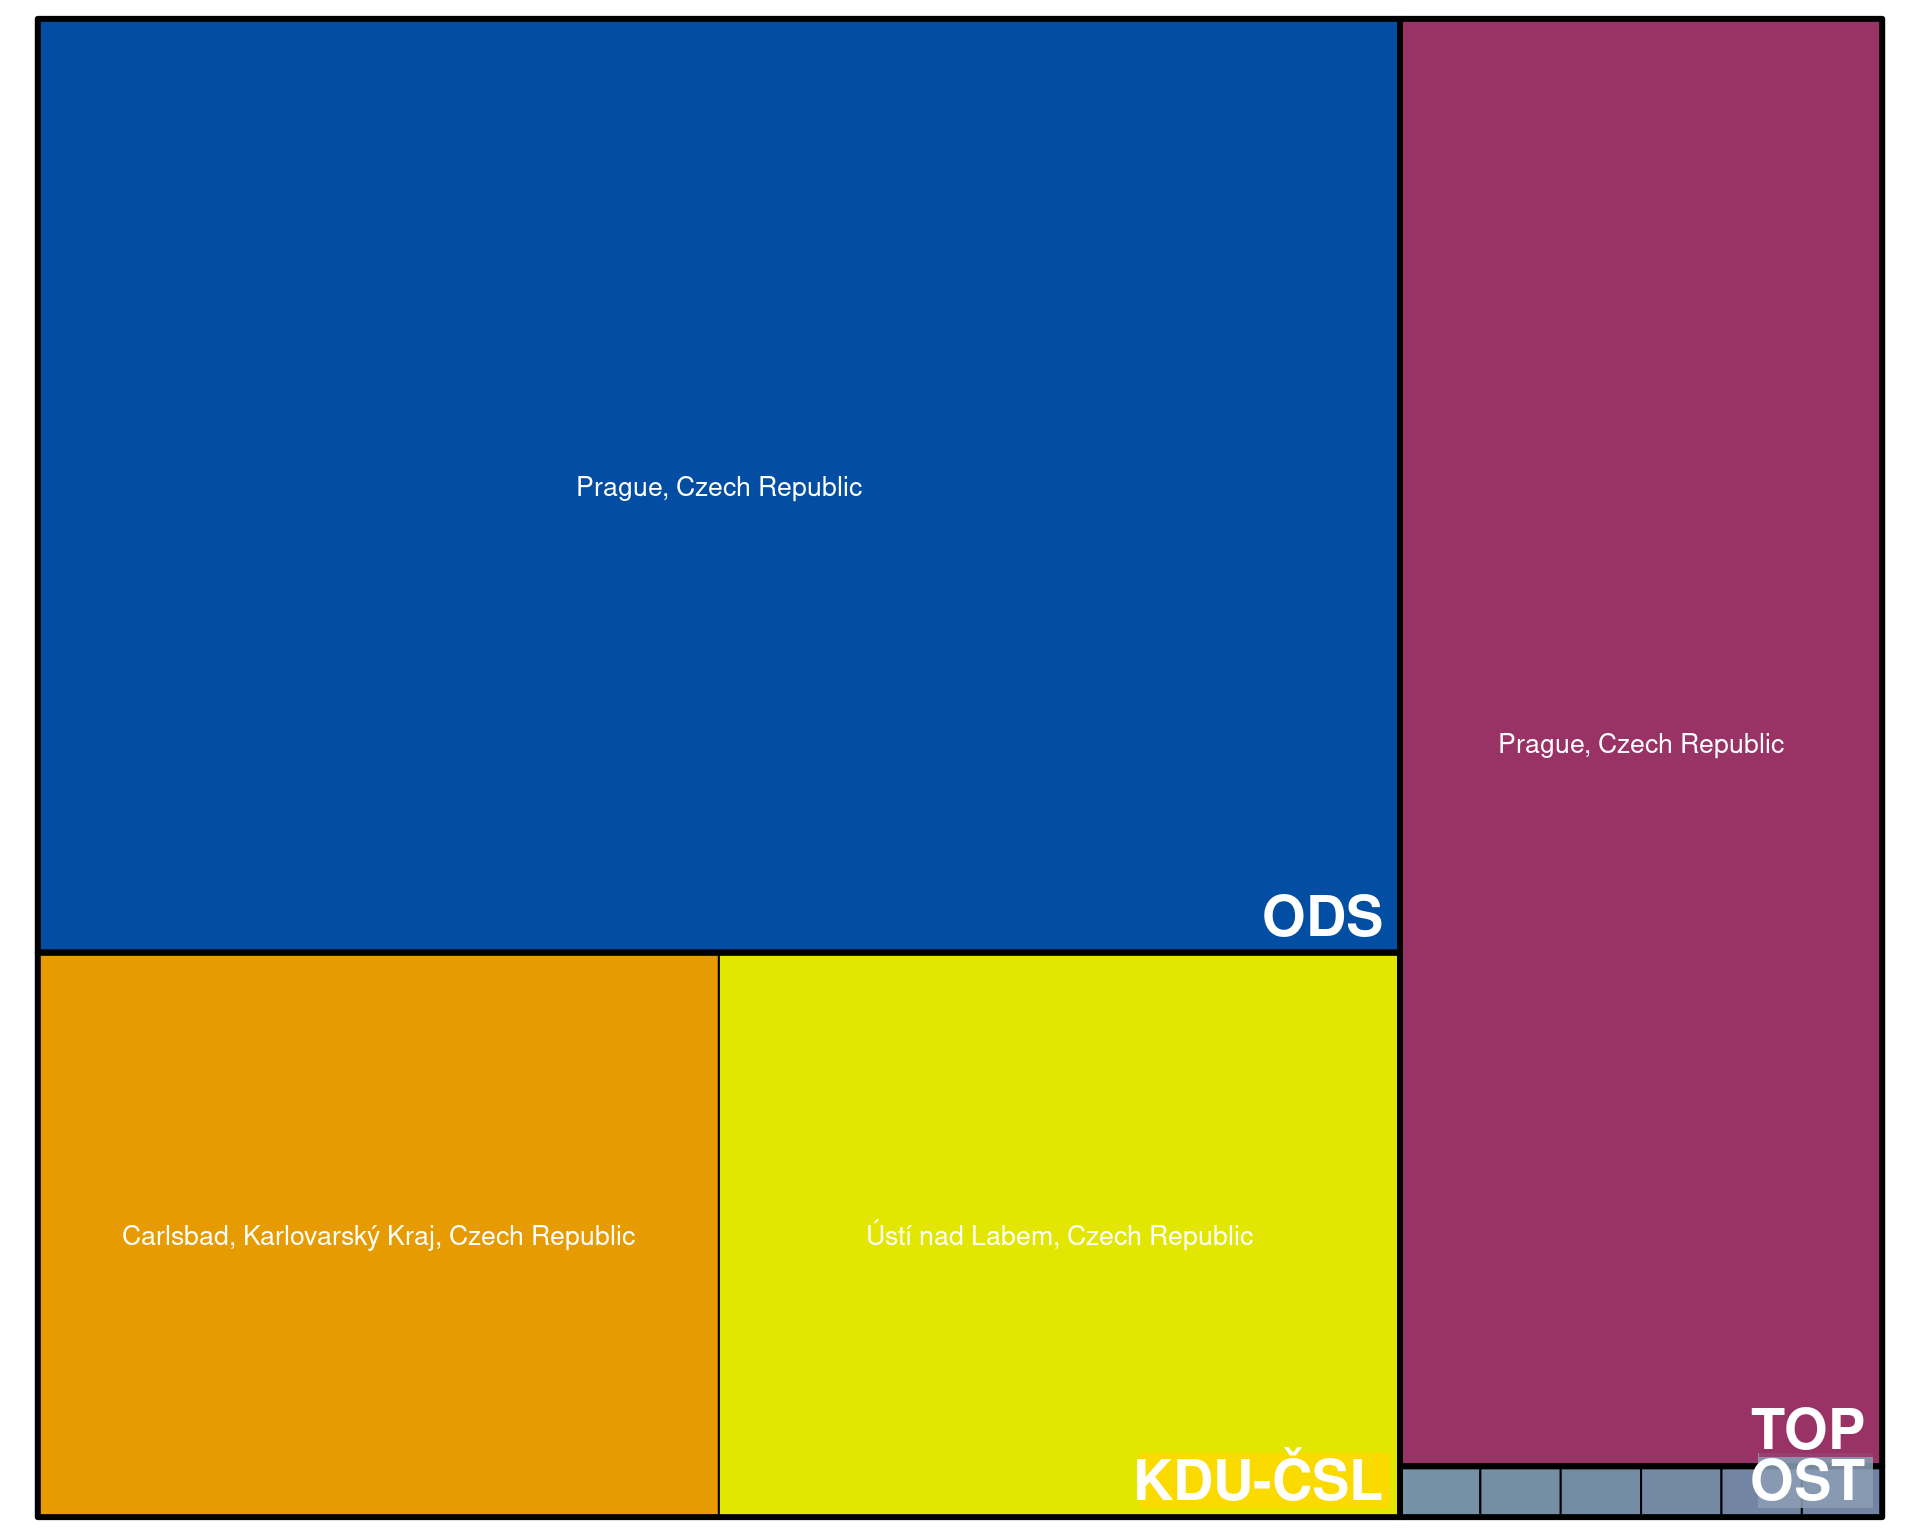 Prague, Czech Republic
ODS
Prague, Czech Republic
TOP
Carlsbad, Karlovarský Kraj, Czech Republic
Ústí nad Labem, Czech Republic
KDU-ČSL
OST